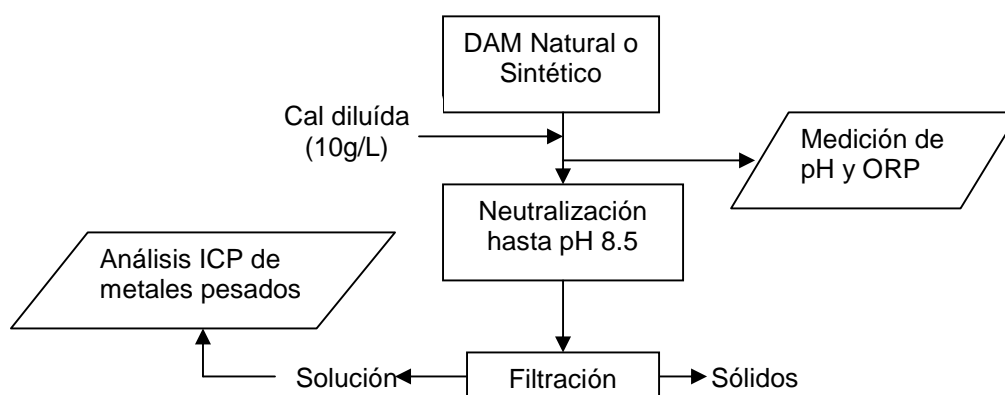 DAM Natural o
Sintético
Cal diluída
(10g/L)
Medición de
pH y ORP
Neutralización
hasta pH 8.5
Análisis ICP de
metales pesados
Solución
Filtración
Sólidos